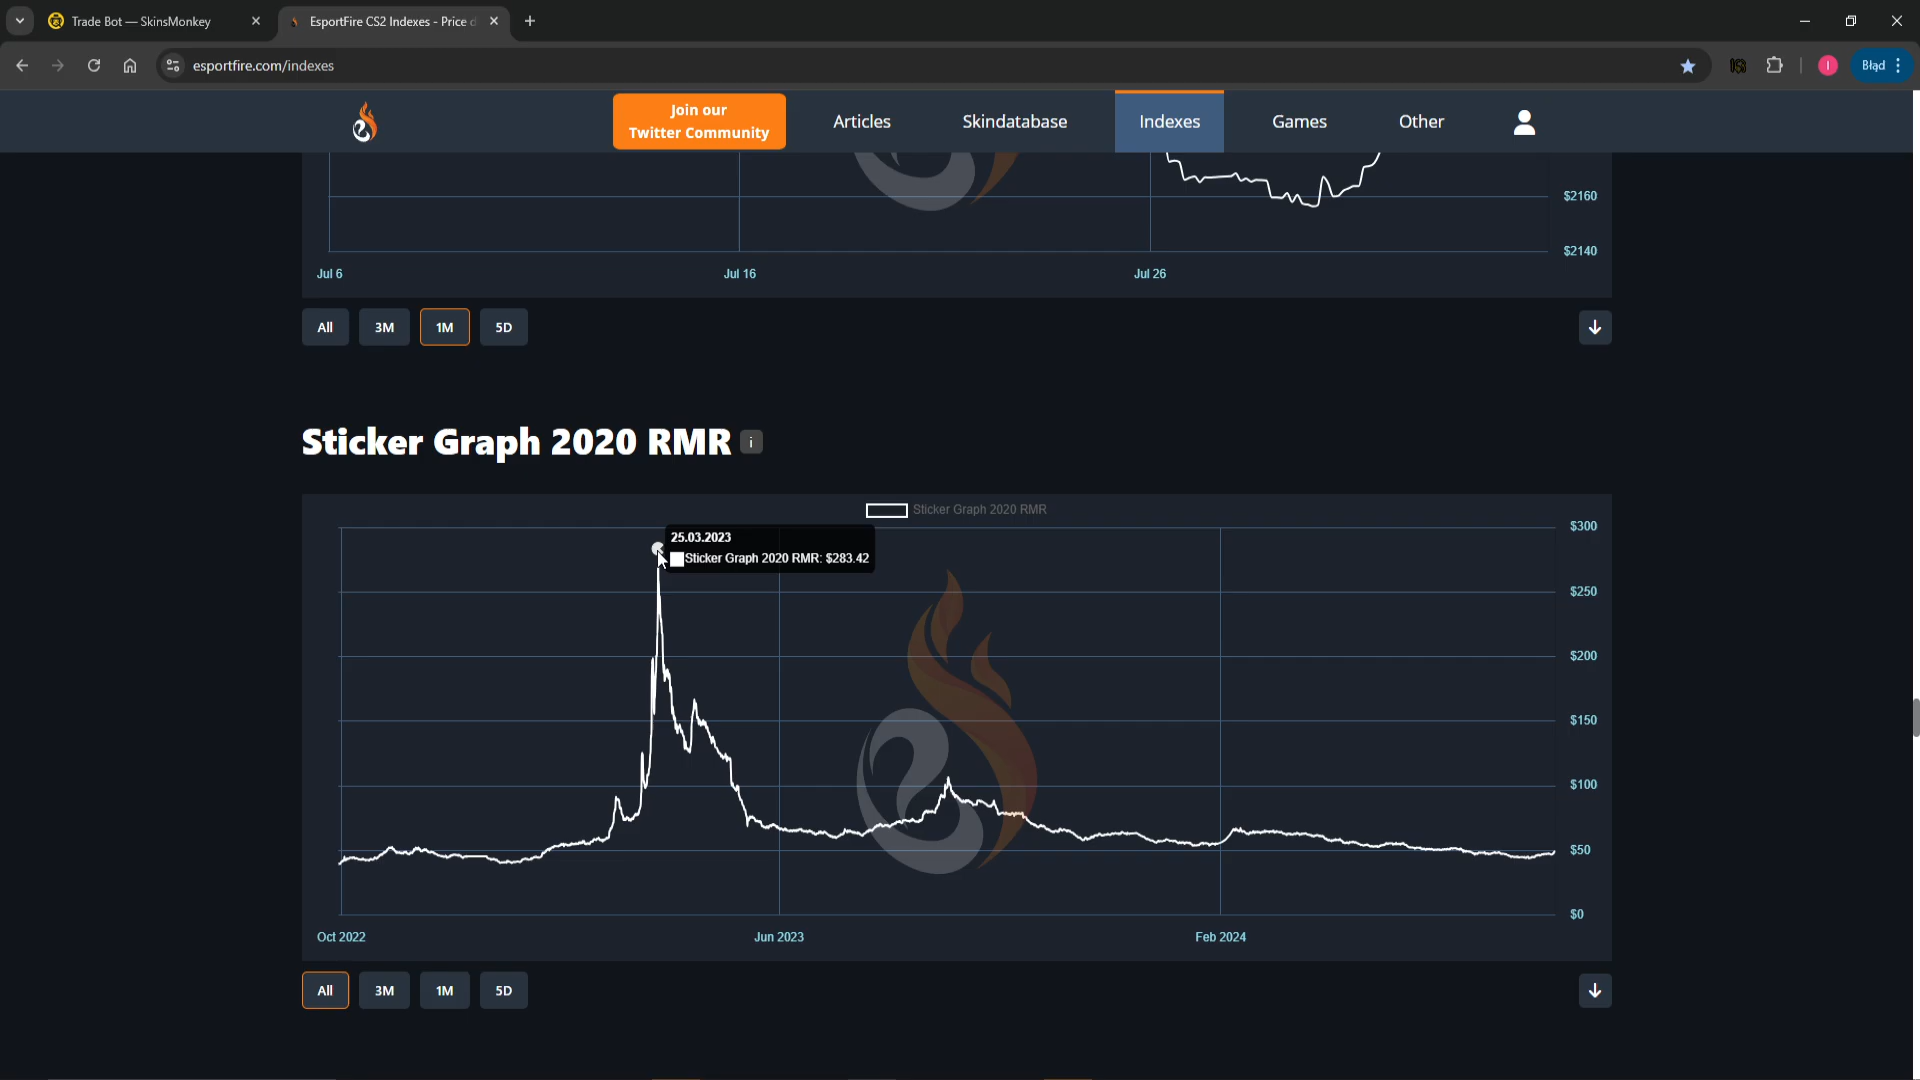 Trade Bot — SkinsMonkey
EsportFire CS2 Indexes - Price d
esportfire.com/indexes
Błąd
Join our
Twitter Community
Articles
Skindatabase
Indexes
Games
Other
$2160
$2140
Jul 6
Jul 16
Jul 26
All
3M
1M
5D
Sticker Graph 2020 RMR
i
Sticker Graph 2020 RMR
25.03.2023
Sticker Graph 2020 RMR: $283.42
$300
$250
$200
$150
$100
$50
$0
Oct 2022
Jun 2023
Feb 2024
All
3M
1M
5D